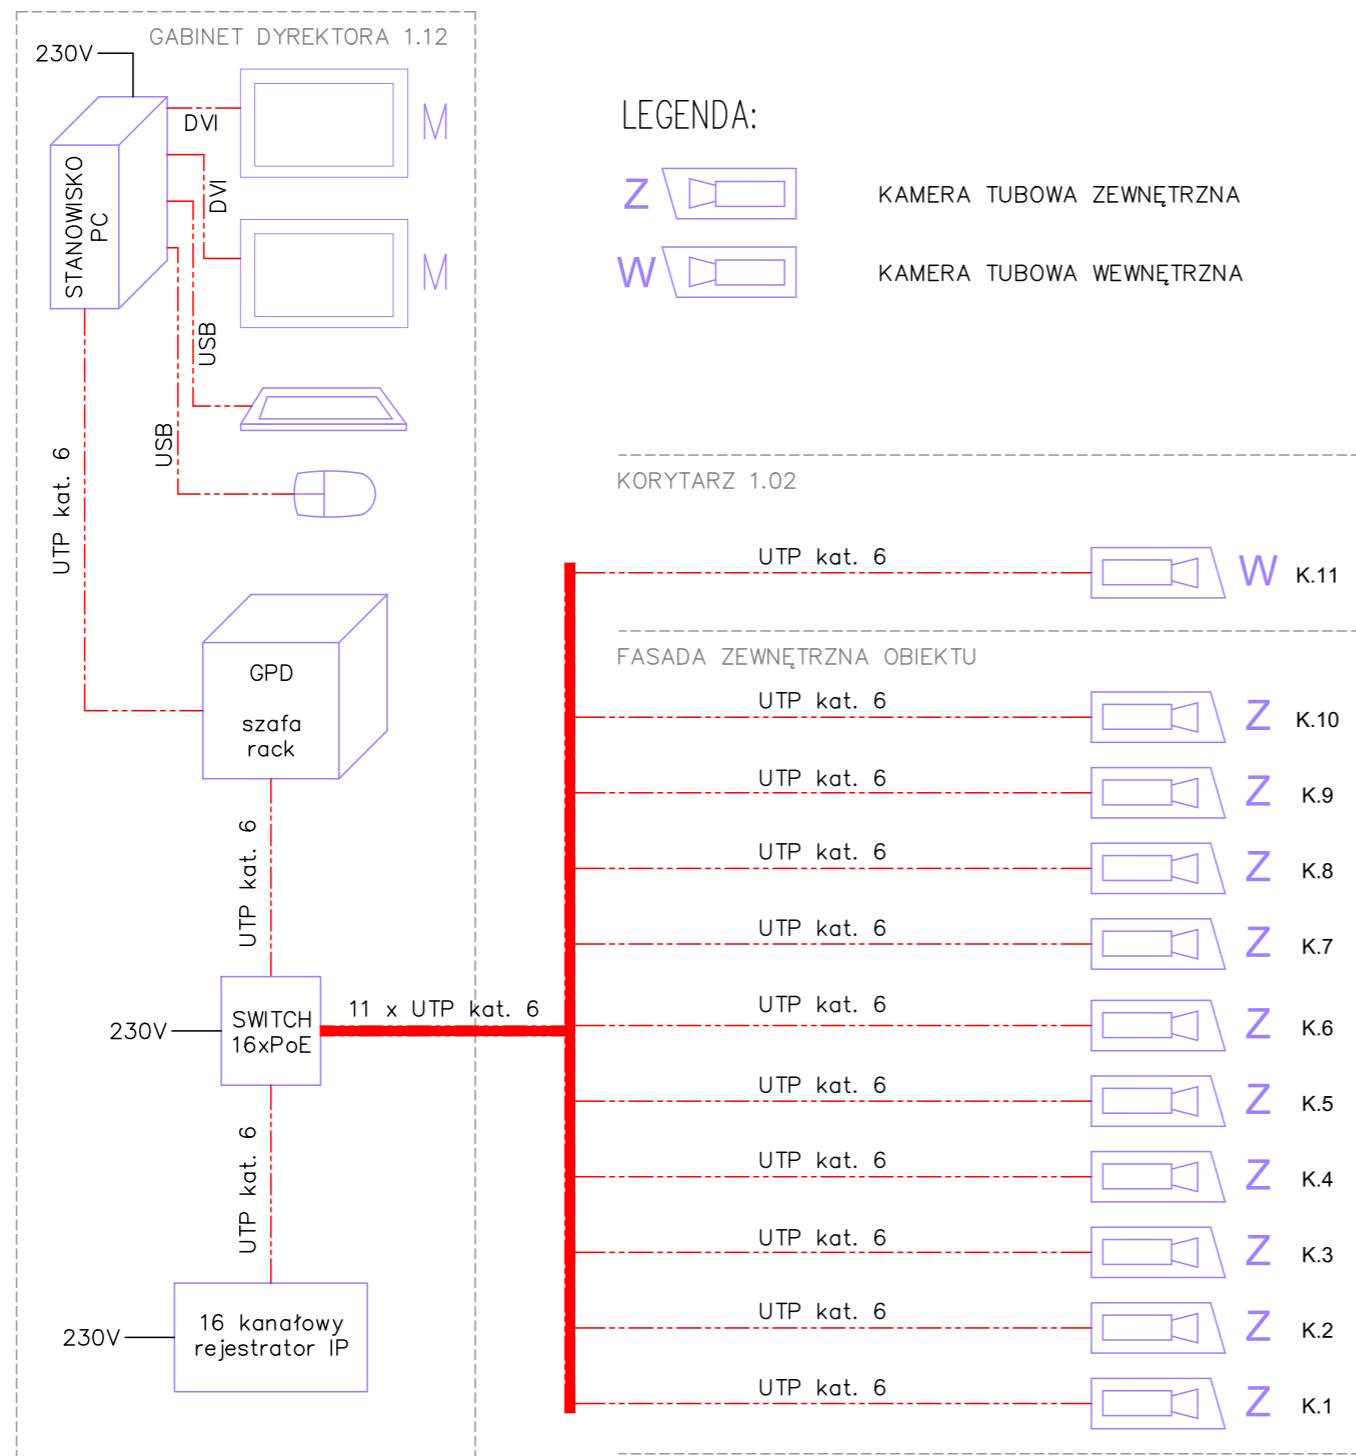 GABINET DYREKTORA 1.12
230V
STANOWISKO
PC
DVI
M
DVI
M
USB
USB
UTP kat. 6
GPD
szafa
rack
UTP kat. 6
SWITCH
16xPoE
230V
11 x UTP kat. 6
UTP kat. 6
16 kanałowy
rejestrator IP
230V
LEGENDA:
Z KAMERA TUBOWA ZEWNĘTRZNA
W KAMERA TUBOWA WEWNĘTRZNA
KORYTARZ 1.02
UTP kat. 6 W K.11
FASADA ZEWNĘTRZNA OBIEKTU
UTP kat. 6 Z K.10
UTP kat. 6 Z K.9
UTP kat. 6 Z K.8
UTP kat. 6 Z K.7
UTP kat. 6 Z K.6
UTP kat. 6 Z K.5
UTP kat. 6 Z K.4
UTP kat. 6 Z K.3
UTP kat. 6 Z K.2
UTP kat. 6 Z K.1